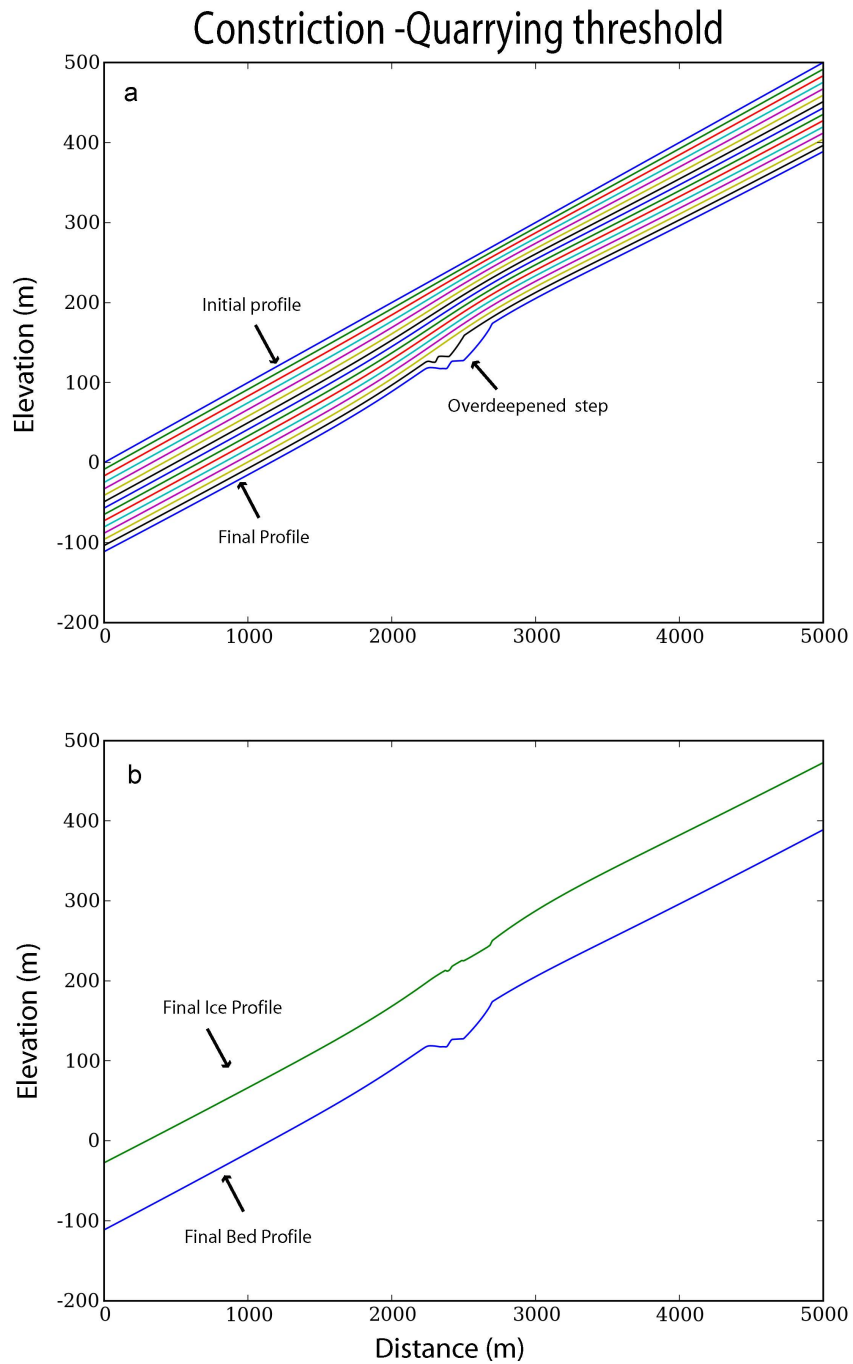 Constriction -Quarrying threshold
a
500
400
300
200
100
0
-100
-200
Elevation (m)
Initial profile
Overdeepened step
Final Profile
0 1000 2000 3000 4000 5000
b
500
400
300
200
100
0
-100
-200
Elevation (m)
Final Ice Profile
Final Bed Profile
0 1000 2000 3000 4000 5000
Distance (m)